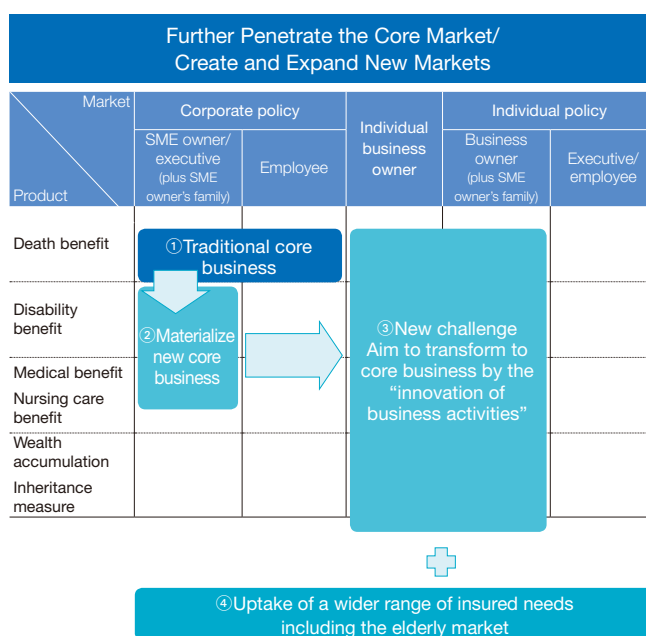 Further Penetrate the Core Market/
Create and Expand New Markets
Market
Product
Corporate policy
SME owner/
executive
(plus SME
owner's family)
Employee
Individual
business
owner
Individual policy
Business
owner
(plus SME
owner's family)
Executive/
employee
Death benefit
Disability
benefit
Medical benefit
Nursing care
benefit
Wealth
accumulation
Inheritance
measure
①Traditional core
business
②Materialize
new core
business
③New challenge
Aim to transform to
core business by the
“innovation of
business activities”
④Uptake of a wider range of insured needs
including the elderly market